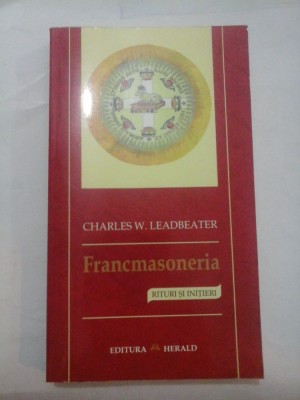 CHARLES W. LEADBEATER
Francmasoneria
RITURI ȘI INIȚIERI
EDITURA HERALD